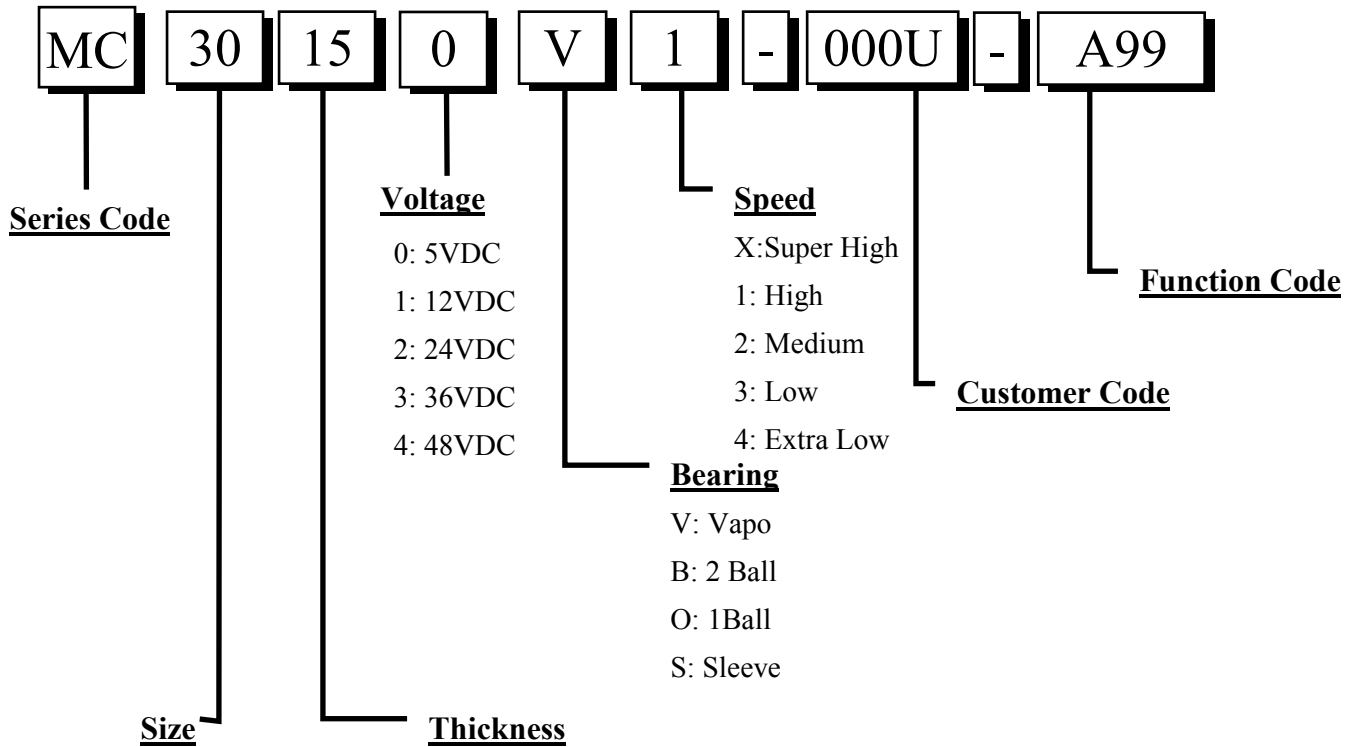 MC 30 15 0 V 1 - 000U - A99
Series Code
Voltage
0: 5VDC
1: 12VDC
2: 24VDC
3: 36VDC
4: 48VDC
Speed
X:Super High
1: High
2: Medium
3: Low
4: Extra Low
Function Code
Customer Code
Bearing
V: Vapo
B: 2 Ball
O: 1Ball
S: Sleeve
Size
Thickness